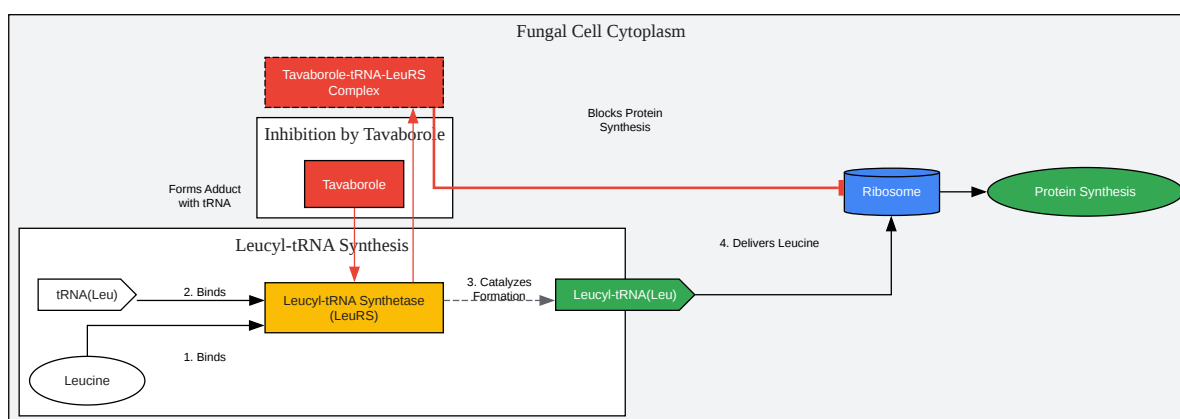 Fungal Cell Cytoplasm
Tavaborole-tRNA-LeuRS
Complex
Blocks Protein
Synthesis
Inhibition by Tavaborole
Tavaborole
Forms Adduct
with tRNA
Ribosome
Protein Synthesis
Leucyl-tRNA Synthesis
4. Delivers Leucine
tRNA(Leu)
2. Binds
Leucyl-tRNA Synthetase
(LeuRS)
3. Catalyzes
Formation
Leucyl-tRNA(Leu)
1. Binds
Leucine